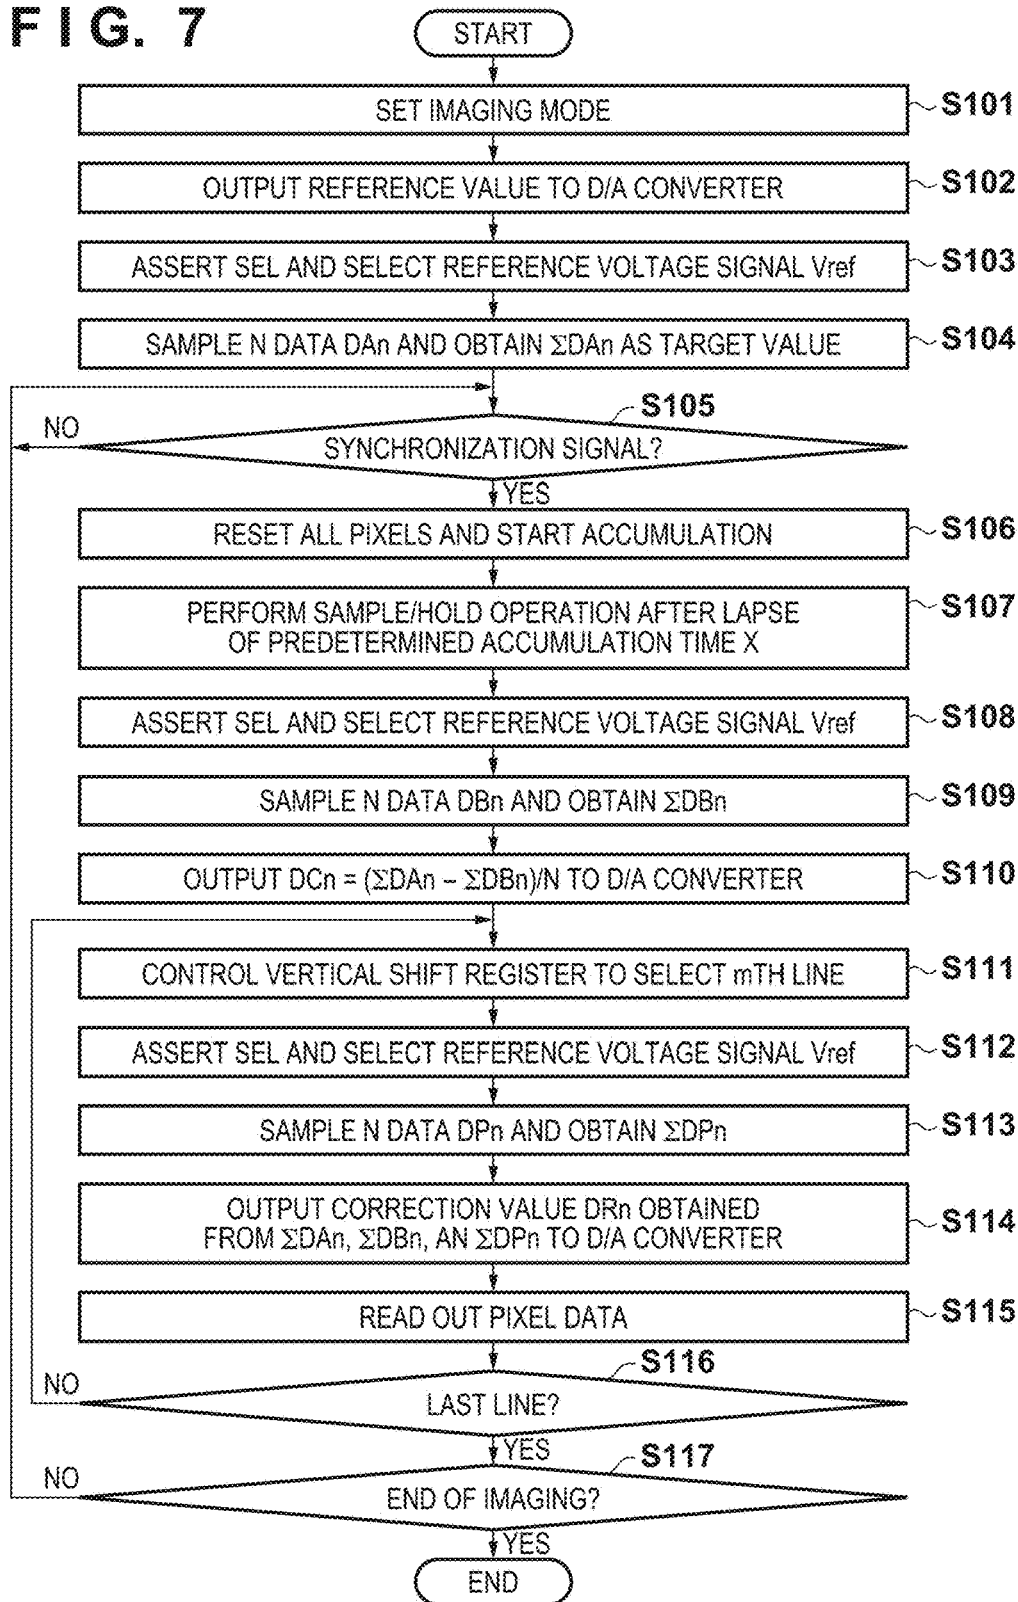 FIG. 7
START
SET IMAGING MODE
S101
OUTPUT REFERENCE VALUE TO D/A CONVERTER
S102
ASSERT SEL AND SELECT REFERENCE VOLTAGE SIGNAL Vref
S103
SAMPLE N DATA DAn AND OBTAIN ΣDAn AS TARGET VALUE
S104
S105
NO
SYNCHRONIZATION SIGNAL?
YES
RESET ALL PIXELS AND START ACCUMULATION
S106
PERFORM SAMPLE/HOLD OPERATION AFTER LAPSE
OF PREDETERMINED ACCUMULATION TIME X
S107
ASSERT SEL AND SELECT REFERENCE VOLTAGE SIGNAL Vref
S108
SAMPLE N DATA DBn AND OBTAIN ΣDBn
S109
OUTPUT DCn = (ΣDAn – ΣDBn)/N TO D/A CONVERTER
S110
CONTROL VERTICAL SHIFT REGISTER TO SELECT mTH LINE
S111
ASSERT SEL AND SELECT REFERENCE VOLTAGE SIGNAL Vref
S112
SAMPLE N DATA DPn AND OBTAIN ΣDPn
S113
OUTPUT CORRECTION VALUE DRn OBTAINED
FROM ΣDAn, ΣDBn, AN ΣDPn TO D/A CONVERTER
S114
READ OUT PIXEL DATA
S115
S116
NO
LAST LINE?
YES
S117
NO
END OF IMAGING?
YES
END